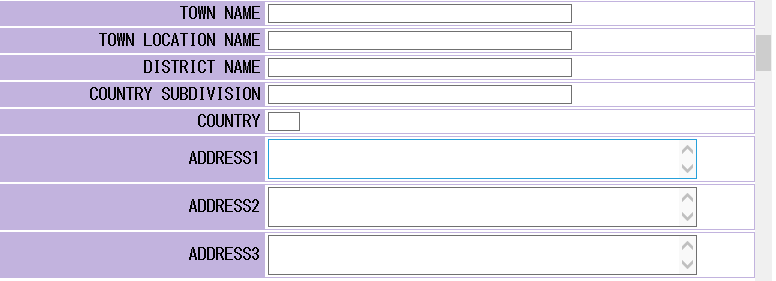 TOWN NAME
TOWN LOCATION NAME
DISTRICT NAME
COUNTRY SUBDIVISION
COUNTRY
ADDRESS1
ADDRESS2
ADDRESS3